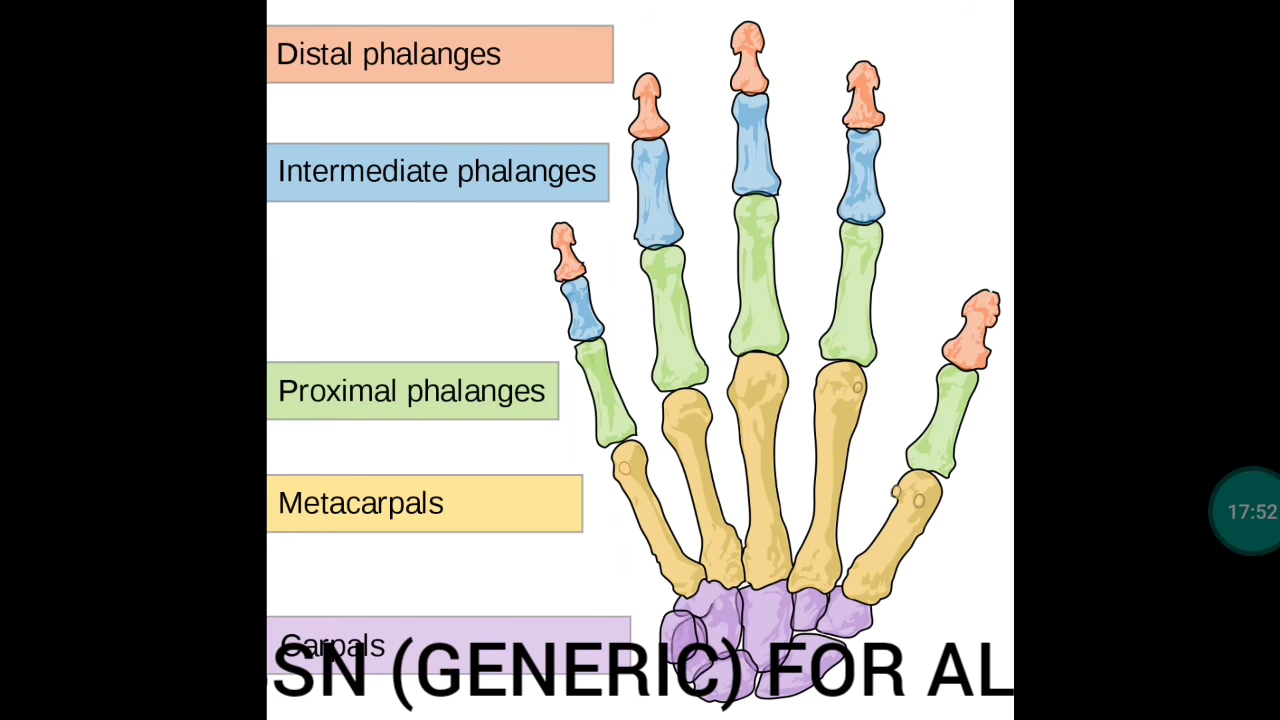 Distal phalanges
Intermediate phalanges
Proximal phalanges
Metacarpals
17:52
Carpals
SN (GENERIC) FOR AL